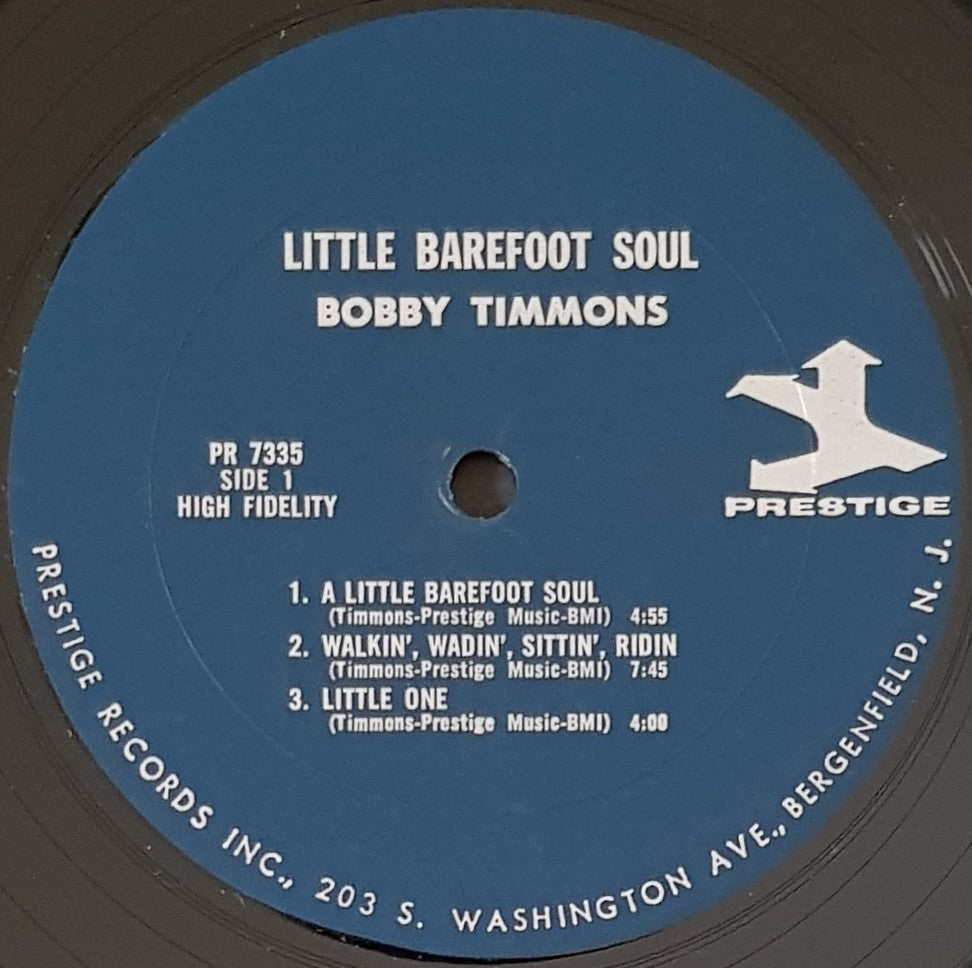 LITTLE BAREFOOT SOUL
BOBBY TIMMONS
PR 7335
SIDE 1
HIGH FIDELITY
PRESTIGE
1. A LITTLE BAREFOOT SOUL
(Timmons-Prestige Music-BMI) 4:55
2. WALKIN', WADIN', SITTIN', RIDIN
(Timmons-Prestige Music-BMI) 7:45
3. LITTLE ONE
(Timmons-Prestige Music-BMI) 4:00
PRESTIGE RECORDS INC., 203 S. WASHINGTON AVE., BERGENFIELD, N. J.